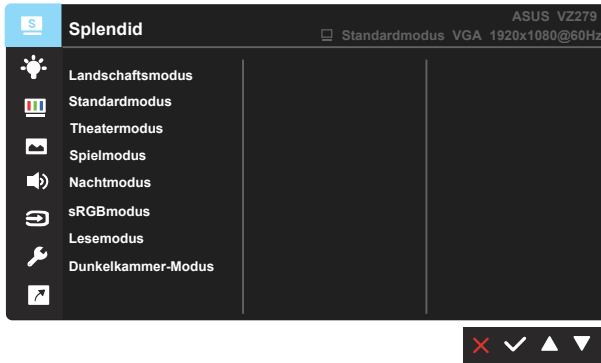 S
Splendid
ASUS VZ279
Standardmodus VGA 1920x1080@60Hz
Landschaftsmodus
Standardmodus
Theatermodus
Spielmodus
Nachtmodus
sRGBmodus
Lesemodus
Dunkelkammer-Modus